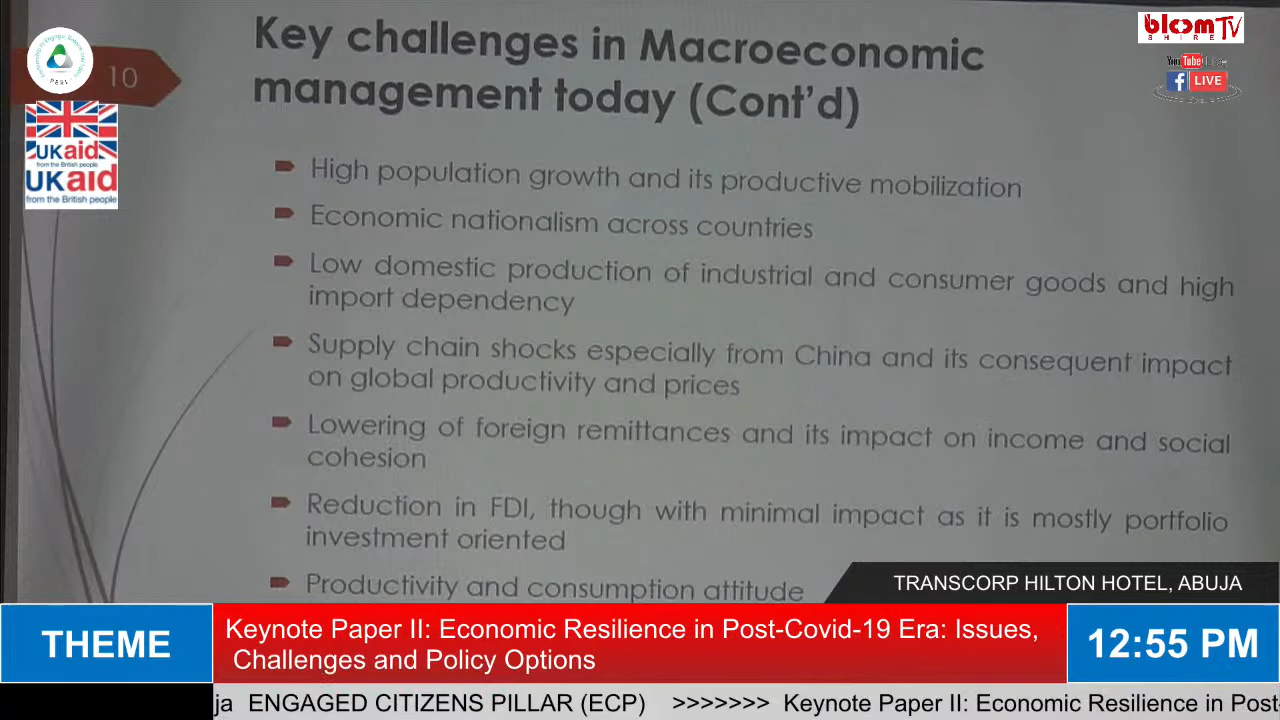 Key challenges in Macroeconomic
management today (Cont'd)
10
High population growth and its productive mobilization
Economic nationalism across countries
Low domestic production of industrial and consumer goods and high
import dependency
Supply chain shocks especially from China and its consequent impact
on global productivity and prices
Lowering of foreign remittances and its impact on income and social
cohesion
Reduction in FDI, though with minimal impact as it is mostly portfolio
investment oriented
Productivity and consumption attitude
PERL
UKaid
from the British people
UKaid
from the British people
bloomTV
SHIRE
YouTube Live
LIVE
TRANSCORP HILTON HOTEL, ABUJA
THEME
Keynote Paper II: Economic Resilience in Post-Covid-19 Era: Issues,
Challenges and Policy Options
12:55 PM
ja ENGAGED CITIZENS PILLAR (ECP) >>>>>>> Keynote Paper II: Economic Resilience in Post